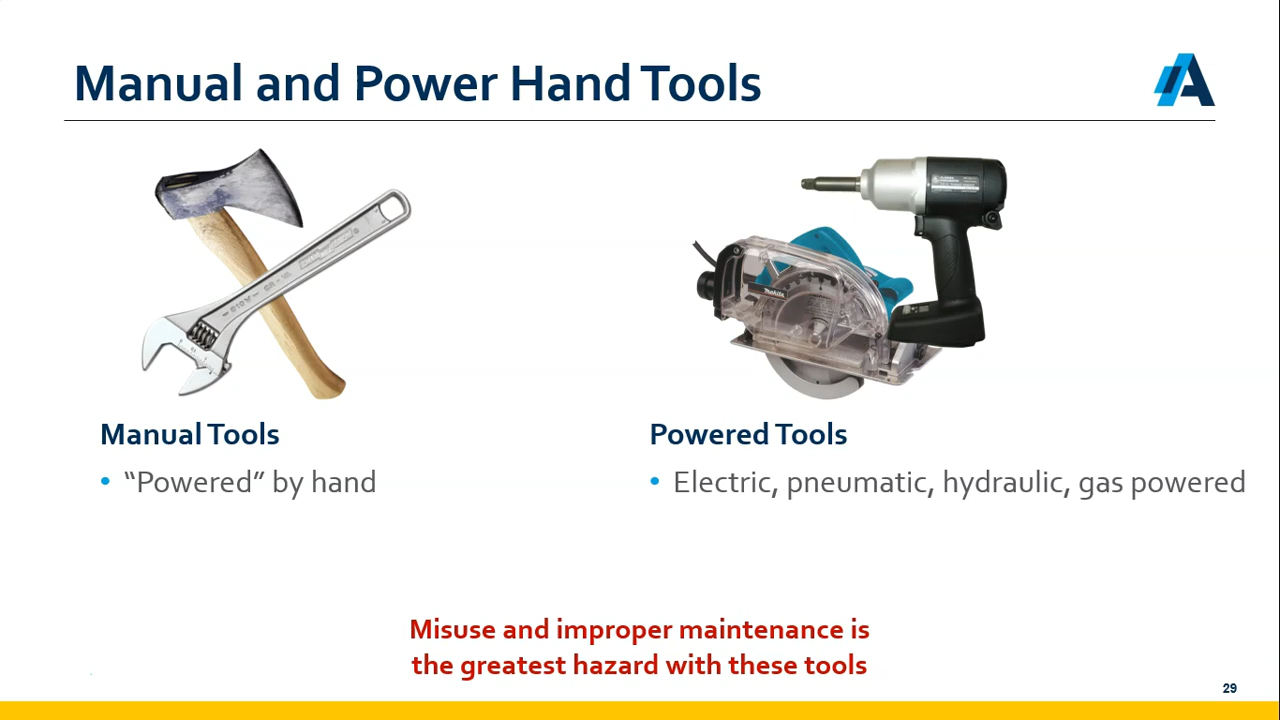 Manual and Power Hand Tools
makita
Manual Tools
Powered Tools
• “Powered” by hand
• Electric, pneumatic, hydraulic, gas powered
Misuse and improper maintenance is
the greatest hazard with these tools
29